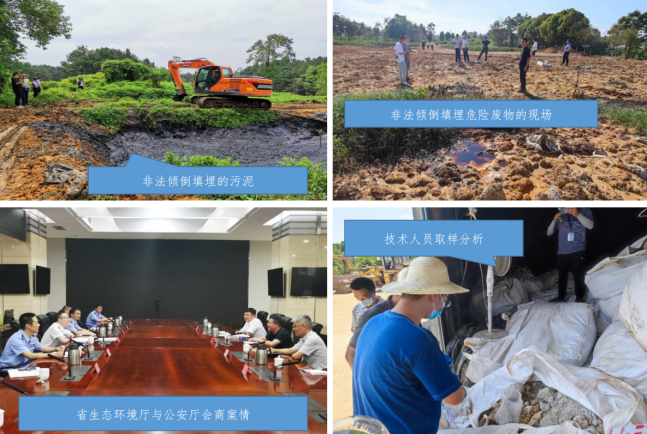 非法倾倒填埋的污泥
非法倾倒填埋危险废物的现场
省生态环境厅与公安厅会商案情
技术人员取样分析